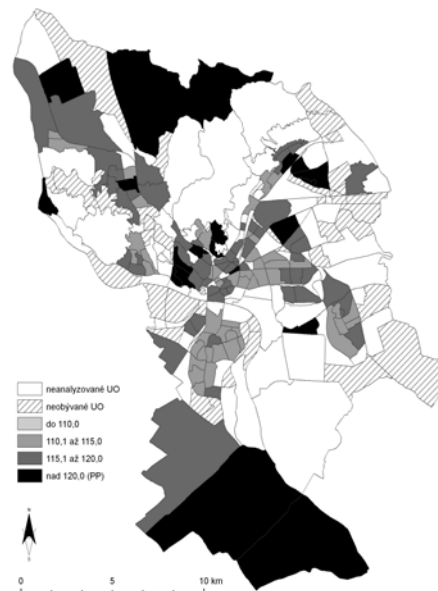 neanalyzované UO
neobývané UO
do 110,0
110,1 až 115,0
115,1 až 120,0
nad 120,0 (PP)
N
S
0 5 10 km